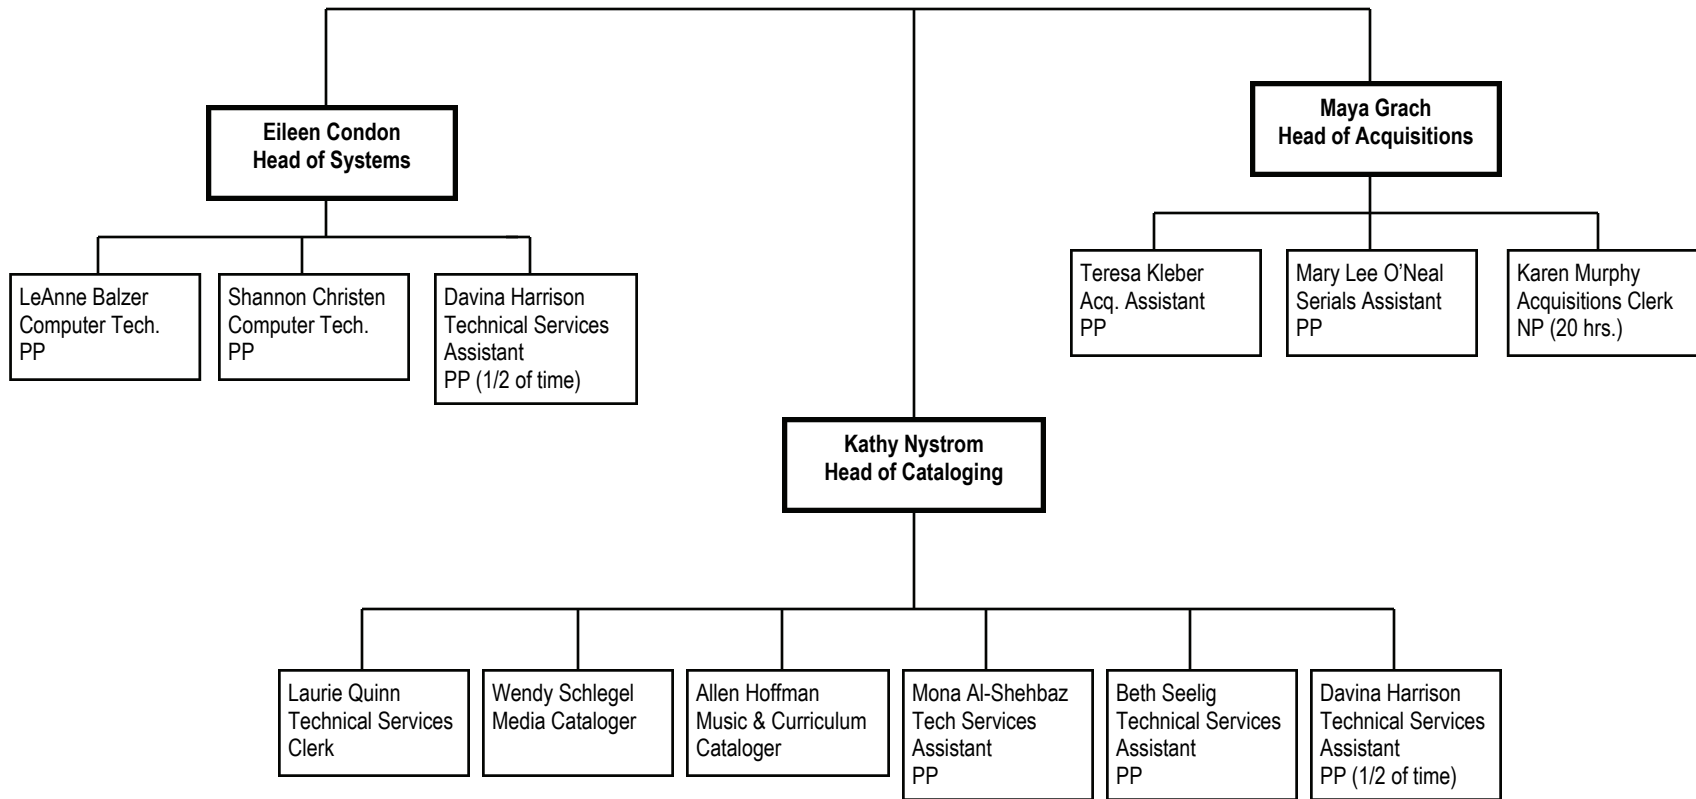 Eileen Condon
Head of Systems
Maya Grach
Head of Acquisitions
LeAnne Balzer
Computer Tech.
PP
Shannon Christen
Computer Tech.
PP
Davina Harrison
Technical Services
Assistant
PP (1/2 of time)
Teresa Kleber
Acq. Assistant
PP
Mary Lee O’Neal
Serials Assistant
PP
Karen Murphy
Acquisitions Clerk
NP (20 hrs.)
Kathy Nystrom
Head of Cataloging
Laurie Quinn
Technical Services
Clerk
Wendy Schlegel
Media Cataloger
Allen Hoffman
Music & Curriculum
Cataloger
Mona Al-Shehbaz
Tech Services
Assistant
PP
Beth Seelig
Technical Services
Assistant
PP
Davina Harrison
Technical Services
Assistant
PP (1/2 of time)